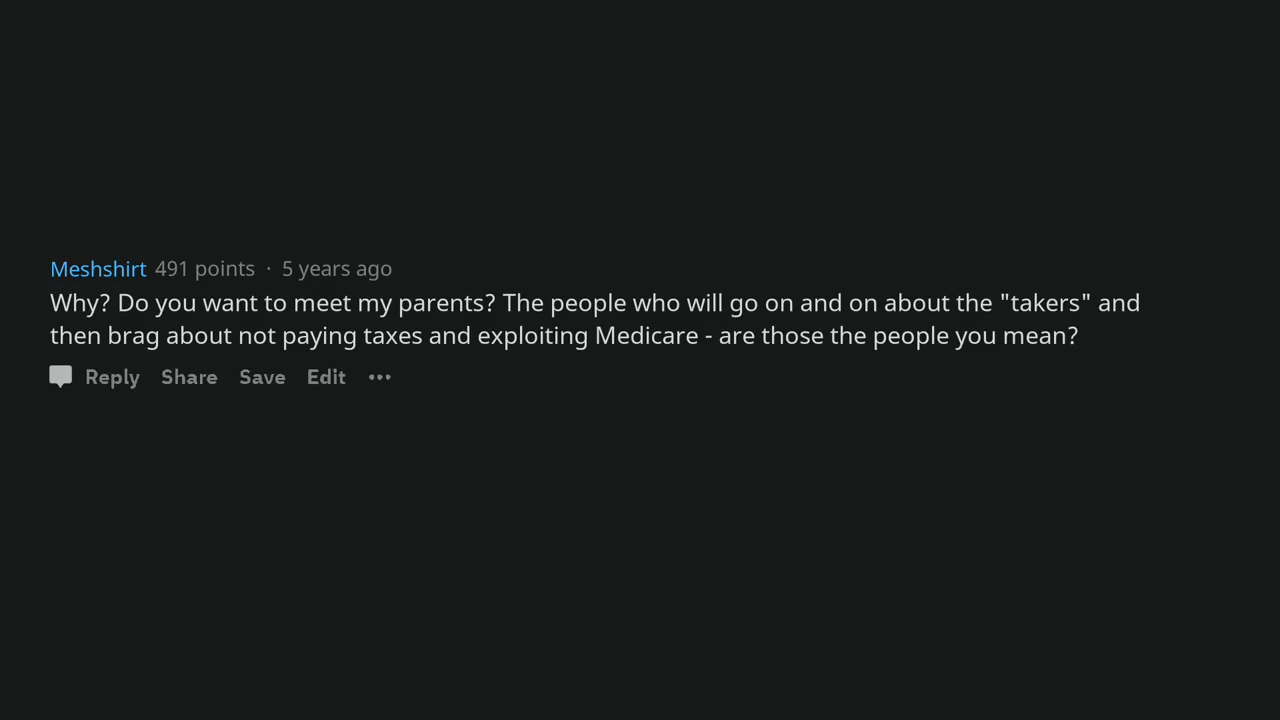 Meshshirt 491 points · 5 years ago
Why? Do you want to meet my parents? The people who will go on and on about the "takers" and
then brag about not paying taxes and exploiting Medicare - are those the people you mean?
Reply Share Save Edit •••